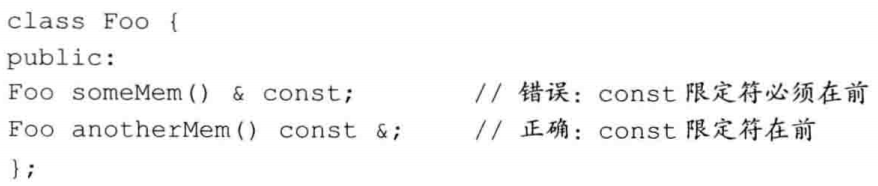 class Foo {
public:
Foo someMem() & const; // 错误：const 限定符必须在前
Foo anotherMem() const &; // 正确：const 限定符在前
};